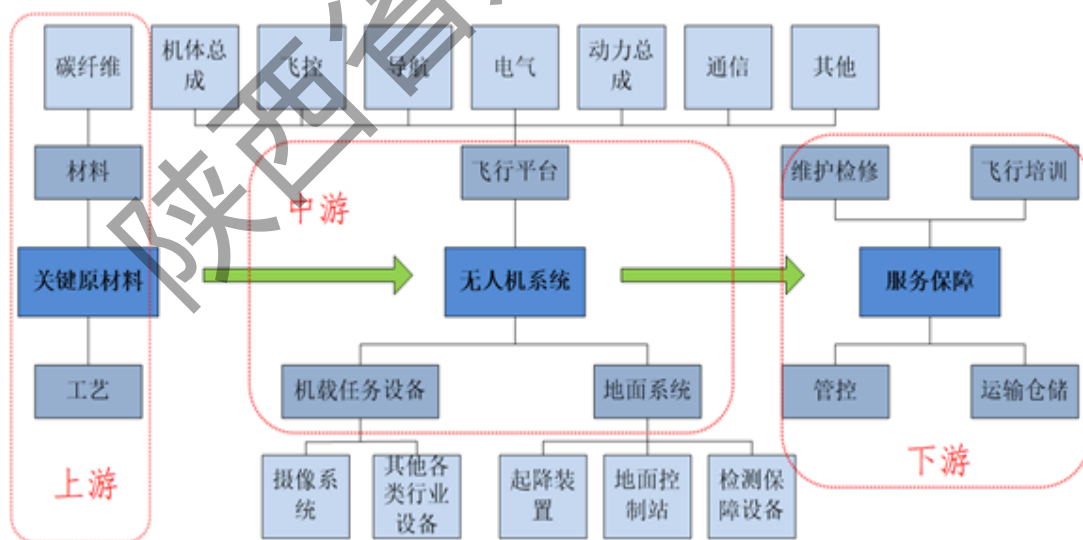 碳纤维
机体总
成
飞控
导航
电气
动力总
成
通信
其他
材料
飞行平台
维护检修
飞行培训
中游
关键原材料
无人机系统
服务保障
工艺
机载任务设备
地面系统
管控
运输仓储
上游
摄像系
统
其他各
类行业
设备
起降装
置
地面控
制站
检测保
障设备
下游
陕西省